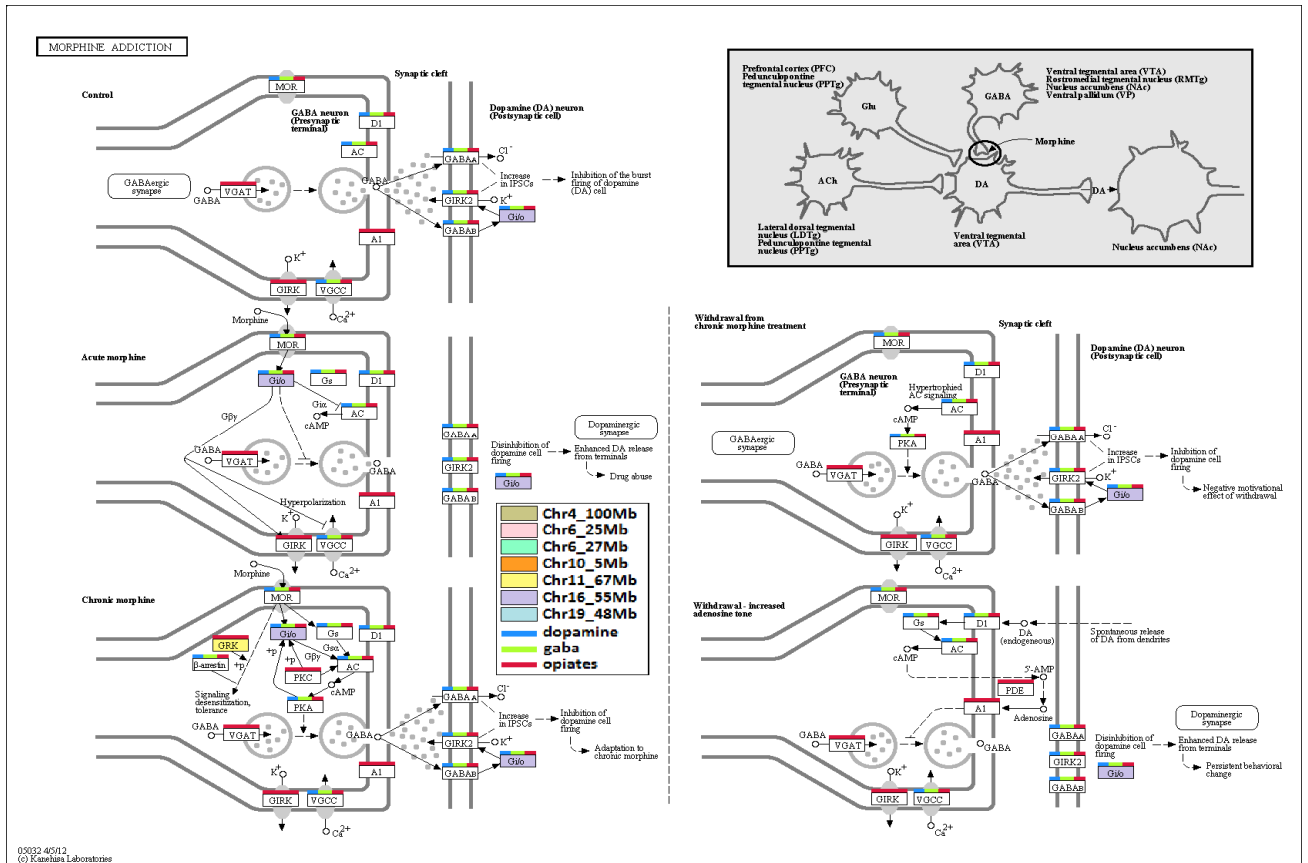 MORPHINE ADDICTION
Control
MOR
Synaptic cleft
GABA neuron
(Presynaptic
terminal)
Dopamine (DA) neuron
(Postsynaptic cell)
D1
AC
GABAA
Cl-
GABAergic
synapse
VGAT
GABA
GABA
Increase
in IPSCs
Inhibition of the burst
firing of dopamine
(DA) cell
GIRK2
K+
Gi/o
GABAB
A1
K+
GIRK
VGCC
Ca2+
Prefrontal cortex (PFC)
Pedunculopontine
tegmental nucleus (PPTg)
Glu
GABA
Ventral tegmental area (VTA)
Rostromedial tegmental nucleus (RMTg)
Nucleus accumbens (NAc)
Ventral pallidum (VP)
Morphine
ACh
DA
DA
Lateral dorsal tegmental
nucleus (LDTg)
Pedunculopontine tegmental
nucleus (PPTg)
Ventral tegmental
area (VTA)
Nucleus accumbens (NAc)
Acute morphine
Morphine
MOR
Gi/o
Gs
D1
Giα
AC
cAMP
Gβγ
GABA
VGAT
GABA
Hyperpolarization
A1
K+
GIRK
VGCC
Ca2+
GABAA
GIRK2
GABAB
Disinhibition of
dopamine cell
firing
Gi/o
Dopaminergic
synapse
Enhanced DA release
from terminals
Drug abuse
Chr4_100Mb
Chr6_25Mb
Chr6_27Mb
Chr10_5Mb
Chr11_67Mb
Chr16_55Mb
Chr19_48Mb
dopamine
gaba
opiates
Chronic morphine
Morphine
MOR
Gi/o
Gs
D1
GRK
β-arrestin
+p
+p
Gβγ
Gsα
AC
PKC
cAMP
PKA
Signaling
desensitization,
tolerance
GABA
VGAT
GABA
A1
K+
GIRK
VGCC
Ca2+
GABAA
Cl-
Increase
in IPSCs
Inhibition of
dopamine cell
firing
GIRK2
K+
Gi/o
GABAB
Adaptation to
chronic morphine
Withdrawal from
chronic morphine treatment
MOR
Synaptic cleft
GABA neuron
(Presynaptic
terminal)
Dopamine (DA) neuron
(Postsynaptic cell)
D1
Hypertrophied
AC signaling
AC
cAMP
PKA
A1
GABAergic
synapse
GABA
VGAT
GABA
GABAA
Cl-
Increase
in IPSCs
Inhibition of
dopamine cell
firing
GIRK2
K+
Gi/o
GABAB
Negative motivational
effect of withdrawal
K+
GIRK
VGCC
Ca2+
Withdrawal - increased
adenosine tone
MOR
Gs
D1
DA
(endogeneous)
Spontaneous release
of DA from dendrites
AC
cAMP
5'-AMP
PDE
A1
Adenosine
GABA
VGAT
GABA
K+
GIRK
VGCC
Ca2+
GABAA
GIRK2
GABAB
Disinhibition of
dopamine cell
firing
Gi/o
Dopaminergic
synapse
Enhanced DA release
from terminals
Persistent behavioral
change
05032 4/5/12
(c) Kanehisa Laboratories